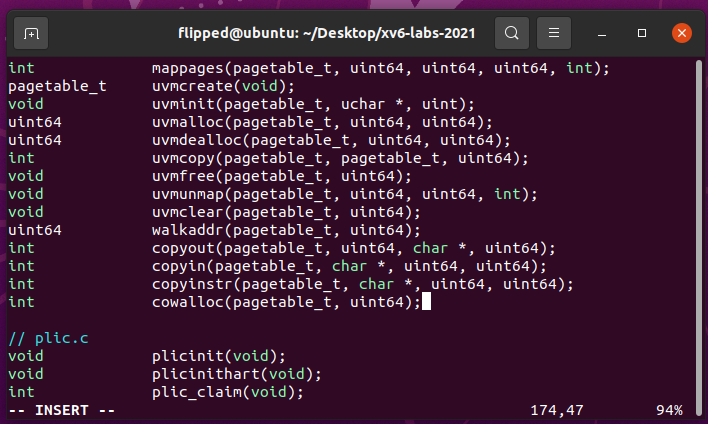 flipped@ubuntu: ~/Desktop/xv6-labs-2021
int             mappages(pagetable_t, uint64, uint64, uint64, int);
pagetable_t     uvmcreate(void);
void            uvminit(pagetable_t, uchar *, uint);
uint64          uvmalloc(pagetable_t, uint64, uint64);
uint64          uvmdealloc(pagetable_t, uint64, uint64);
int             uvmcopy(pagetable_t, pagetable_t, uint64);
void            uvmfree(pagetable_t, uint64);
void            uvmunmap(pagetable_t, uint64, uint64, int);
void            uvmclear(pagetable_t, uint64);
uint64          walkaddr(pagetable_t, uint64);
int             copyout(pagetable_t, uint64, char *, uint64);
int             copyin(pagetable_t, char *, uint64, uint64);
int             copyinstr(pagetable_t, char *, uint64, uint64);
int             cowalloc(pagetable_t, uint64);
// plic.c
void            plicinit(void);
void            plicinithart(void);
int             plic_claim(void);
-- INSERT -- 174,47 94%